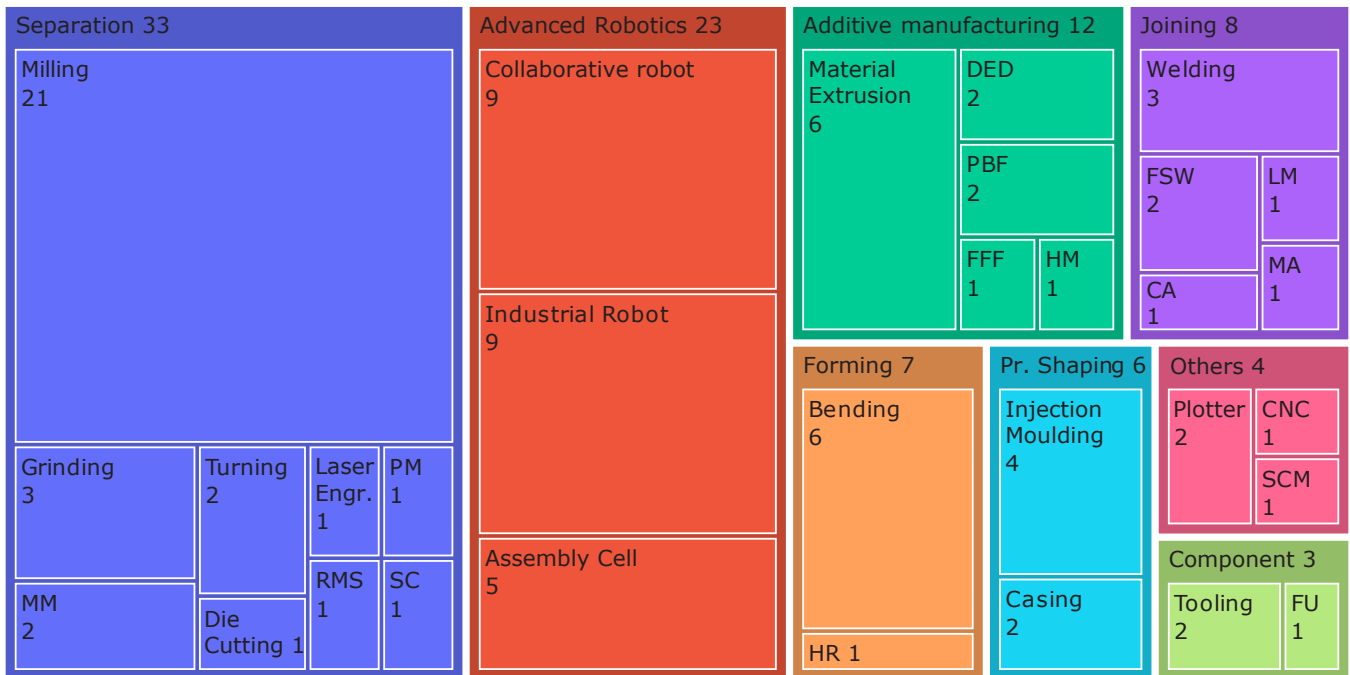 Separation 33
Milling
21
Grinding
3
MM
2
Turning
2
Die
Cutting 1
Laser
Engr.
1
PM
1
RMS
1
SC
1
Advanced Robotics 23
Collaborative robot
9
Industrial Robot
9
Assembly Cell
5
Additive manufacturing 12
Material
Extrusion
6
DED
2
PBF
2
FFF
1
HM
1
Joining 8
Welding
3
FSW
2
CA
1
LM
1
MA
1
Forming 7
Bending
6
HR 1
Pr. Shaping 6
Injection
Moulding
4
Casing
2
Others 4
Plotter
2
CNC
1
SCM
1
Component 3
Tooling
2
FU
1